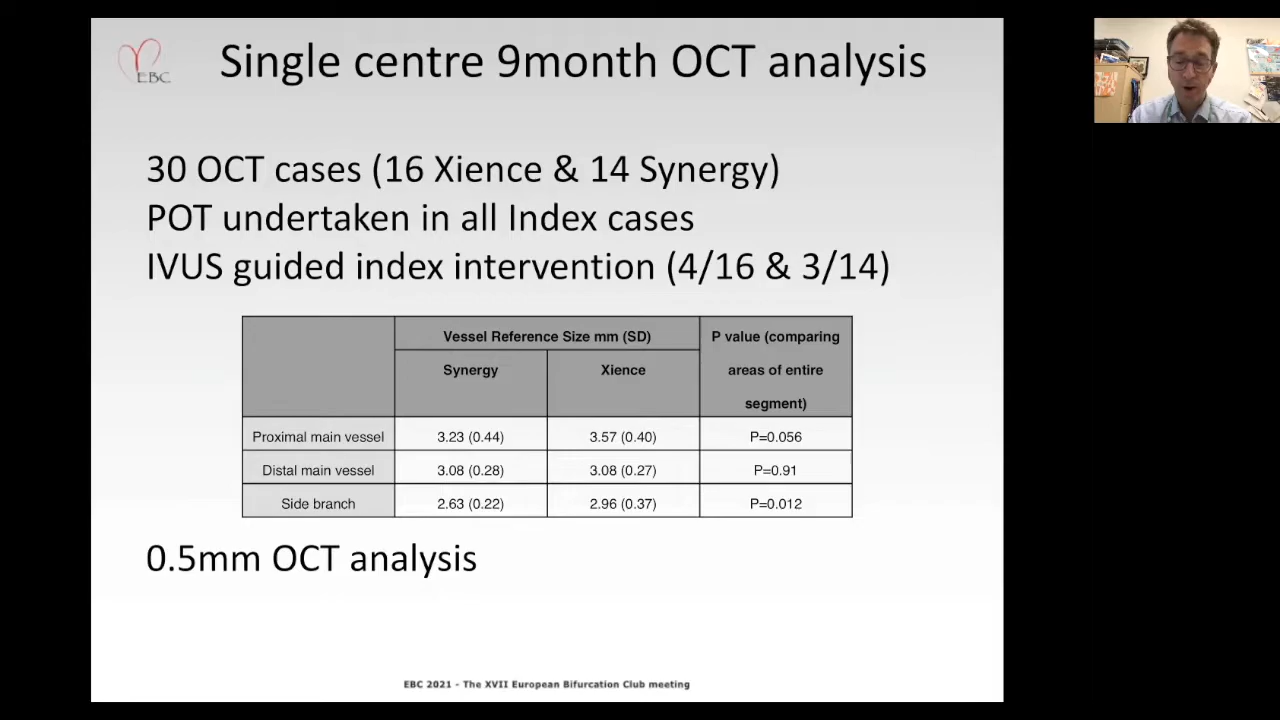 EBC
Single centre 9month OCT analysis
30 OCT cases (16 Xience & 14 Synergy)
POT undertaken in all Index cases
IVUS guided index intervention (4/16 & 3/14)
Vessel Reference Size mm (SD)
P value (comparing
areas of entire
segment)
Synergy
Xience
Proximal main vessel 3.23 (0.44) 3.57 (0.40) P=0.056
Distal main vessel 3.08 (0.28) 3.08 (0.27) P=0.91
Side branch 2.63 (0.22) 2.96 (0.37) P=0.012
0.5mm OCT analysis
EBC 2021 - The XVII European Bifurcation Club meeting